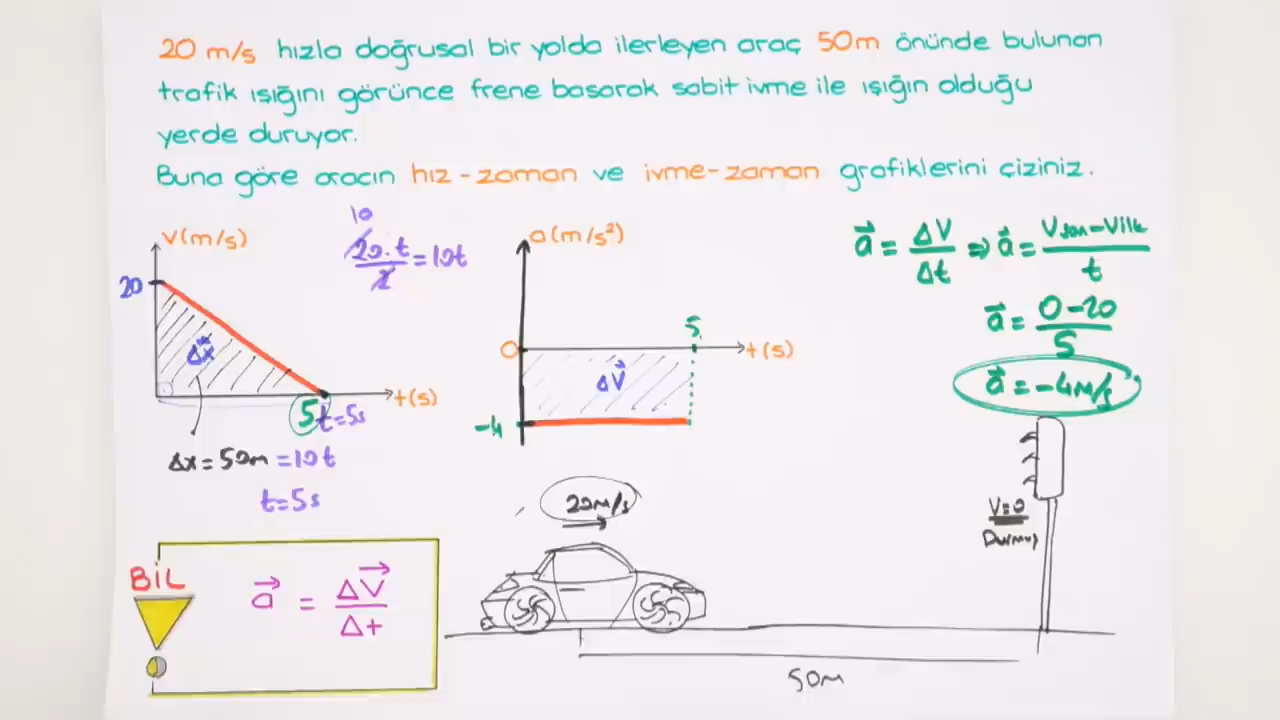 20 m/s hızla doğrusal bir yolda ilerleyen araç 50m önünde bulunan
trafik ışığını görünce frene basarak sabit ivme ile ışığın olduğu
yerde duruyor.
Buna göre aracın hız-zaman ve ivme-zaman grafiklerini çiziniz.
V(m/s)
20
Δx
5
t=5s
t(s)
Δx = 50m = 10t
t=5s
10
20.t/2 = 10t
a(m/s²)
0
5
t(s)
ΔV
-4
a = ΔV/Δt ⇒ a = Vson-Vilk/t
a = 0-20/5
a = -4m/s²
BİL
a = ΔV/Δt
20m/s
V=0
Durmuş
50m